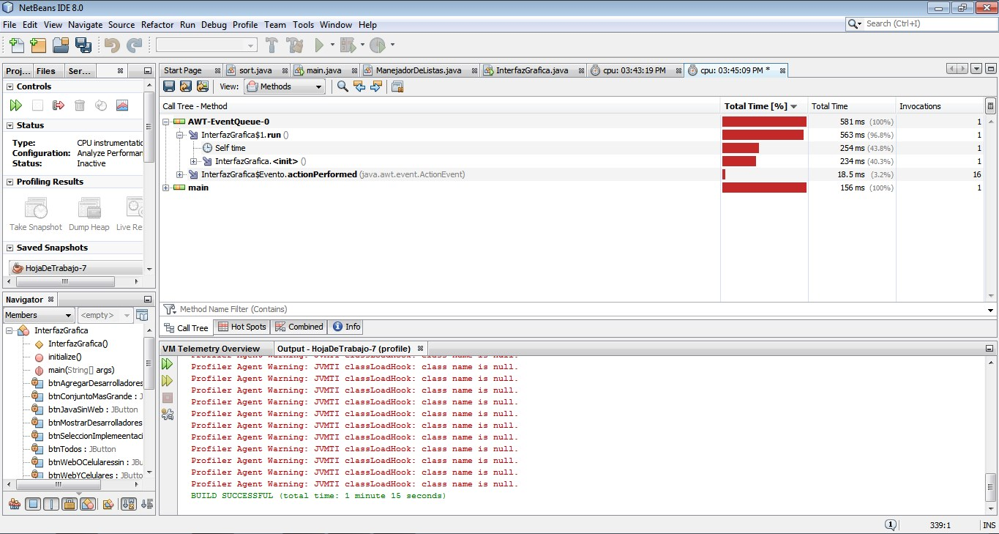 NetBeans IDE 8.0
File Edit View Navigate Source Refactor Run Debug Profile Team Tools Window Help
Search (Ctrl+I)
Proj... Files Ser...
Controls
Status
Type: CPU instrumentatio
Configuration: Analyze Performan
Status: Inactive
Profiling Results
Take Snapshot Dump Heap Live Re
Saved Snapshots
HojaDeTrabajo-7
Navigator
Members <empty>
InterfazGrafica
InterfazGrafica()
initialize()
main(String[] args)
btnAgregarDesarrolladores
btnConjuntoMasGrande : J
btnJavaSinWeb : JButton
btnMostrarDesarrolladores
btnSeleccionImplemeentaci
btnTodos : JButton
btnWebOCelularessin : JBu
btnWebYCelulares : JButto
Start Page sort.java main.java ManejadorDeListas.java InterfazGrafica.java cpu: 03:43:19 PM cpu: 03:45:09 PM *
View: Methods
Call Tree - Method Total Time [%] Total Time Invocations
AWT-EventQueue-0 581 ms (100%) 1
InterfazGrafica$1.run () 563 ms (96.8%) 1
Self time 254 ms (43.8%) 1
InterfazGrafica.<init> () 234 ms (40.3%) 1
InterfazGrafica$Evento.actionPerformed (java.awt.event.ActionEvent) 18.5 ms (3.2%) 16
main 156 ms (100%) 1
Method Name Filter (Contains)
Call Tree Hot Spots Combined Info
VM Telemetry Overview Output - HojaDeTrabajo-7 (profile)
Profiler Agent Warning: JVMTI classLoadHook: class name is null.
Profiler Agent Warning: JVMTI classLoadHook: class name is null.
Profiler Agent Warning: JVMTI classLoadHook: class name is null.
Profiler Agent Warning: JVMTI classLoadHook: class name is null.
Profiler Agent Warning: JVMTI classLoadHook: class name is null.
Profiler Agent Warning: JVMTI classLoadHook: class name is null.
Profiler Agent Warning: JVMTI classLoadHook: class name is null.
Profiler Agent Warning: JVMTI classLoadHook: class name is null.
Profiler Agent Warning: JVMTI classLoadHook: class name is null.
Profiler Agent Warning: JVMTI classLoadHook: class name is null.
Profiler Agent Warning: JVMTI classLoadHook: class name is null.
Profiler Agent Warning: JVMTI classLoadHook: class name is null.
BUILD SUCCESSFUL (total time: 1 minute 15 seconds)
1 339:1 INS